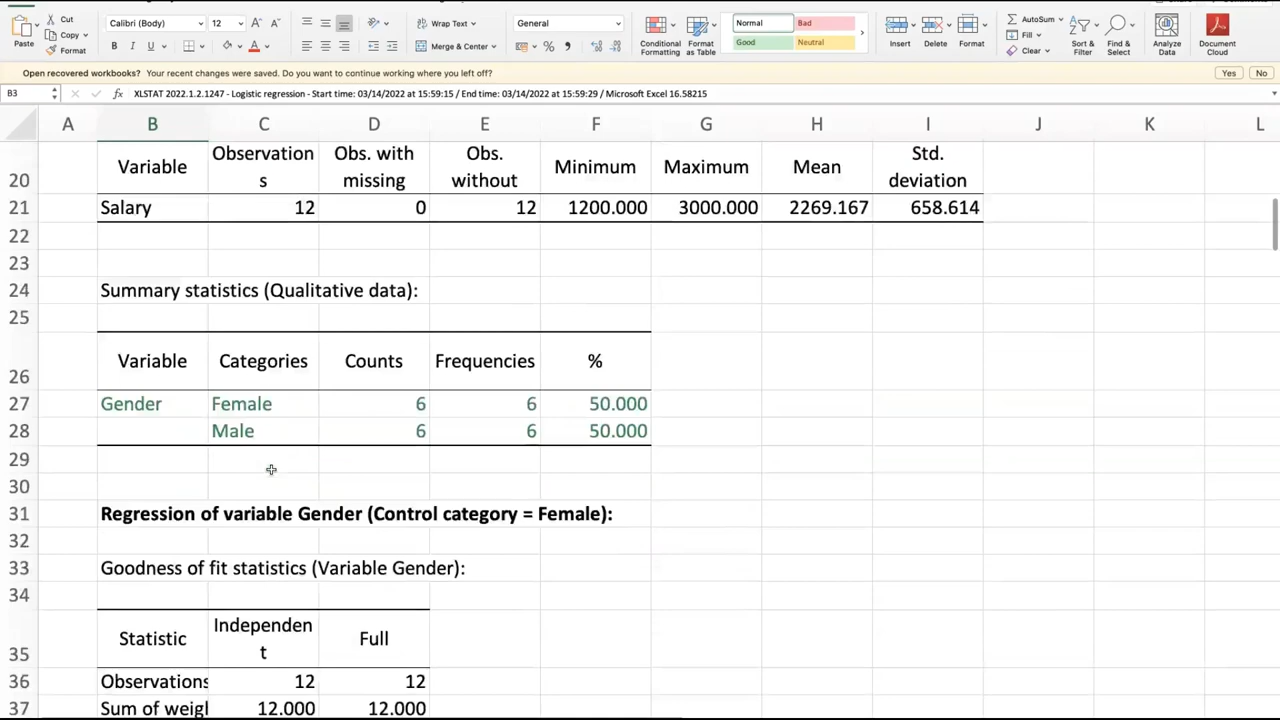 Cut
Copy
Paste
Format
Calibri (Body)
12
A A
Wrap Text
General
B I U
A
Merge & Center
%
Conditional Formatting
Format as Table
Normal
Bad
Good
Neutral
Insert
Delete
Format
AutoSum
Fill
Clear
Sort & Filter
Find & Select
Analyze Data
Document Cloud
Open recovered workbooks? Your recent changes were saved. Do you want to continue working where you left off?
Yes
No
B3
fx
XLSTAT 2022.1.2.1247 - Logistic regression - Start time: 03/14/2022 at 15:59:15 / End time: 03/14/2022 at 15:59:29 / Microsoft Excel 16.58215
A B C D E F G H I J K L
20 Variable Observations Obs. with missing Obs. without Minimum Maximum Mean Std. deviation
21 Salary 12 0 12 1200.000 3000.000 2269.167 658.614
22
23
24 Summary statistics (Qualitative data):
25
26 Variable Categories Counts Frequencies %
27 Gender Female 6 6 50.000
28 Male 6 6 50.000
29
30
31 Regression of variable Gender (Control category = Female):
32
33 Goodness of fit statistics (Variable Gender):
34
35 Statistic Independent Full
36 Observations 12 12
37 Sum of weigl 12.000 12.000